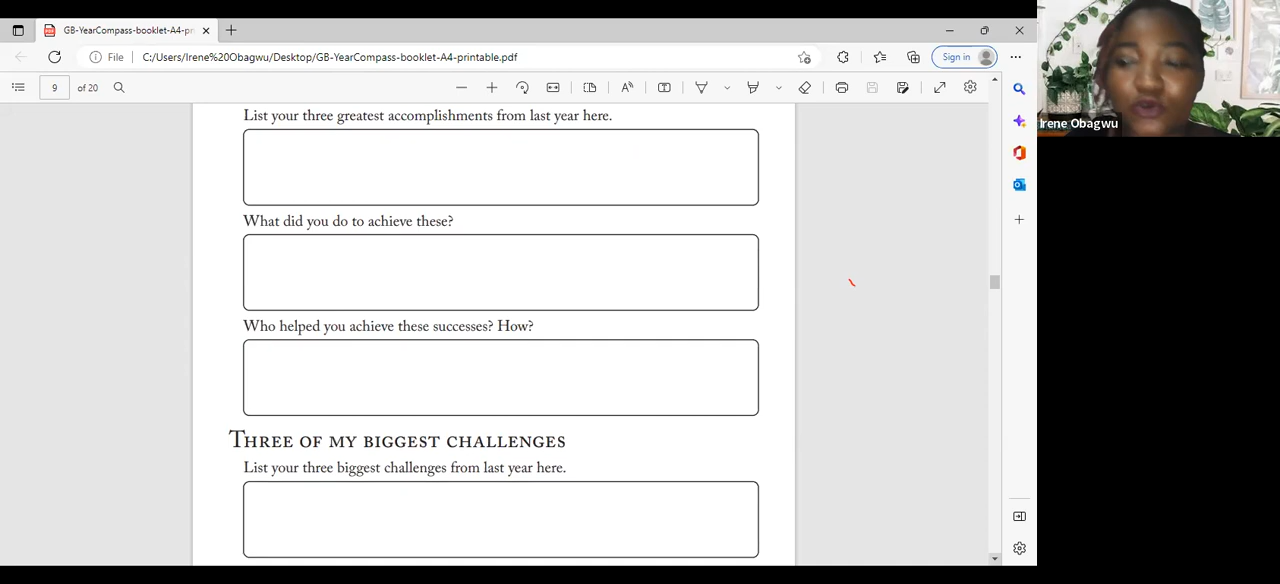 GB-YearCompass-booklet-A4-pr
File
C:/Users/Irene%20Obagwu/Desktop/GB-YearCompass-booklet-A4-printable.pdf
Sign in
9 of 20
List your three greatest accomplishments from last year here.
Irene Obagwu
What did you do to achieve these?
Who helped you achieve these successes? How?
THREE OF MY BIGGEST CHALLENGES
List your three biggest challenges from last year here.